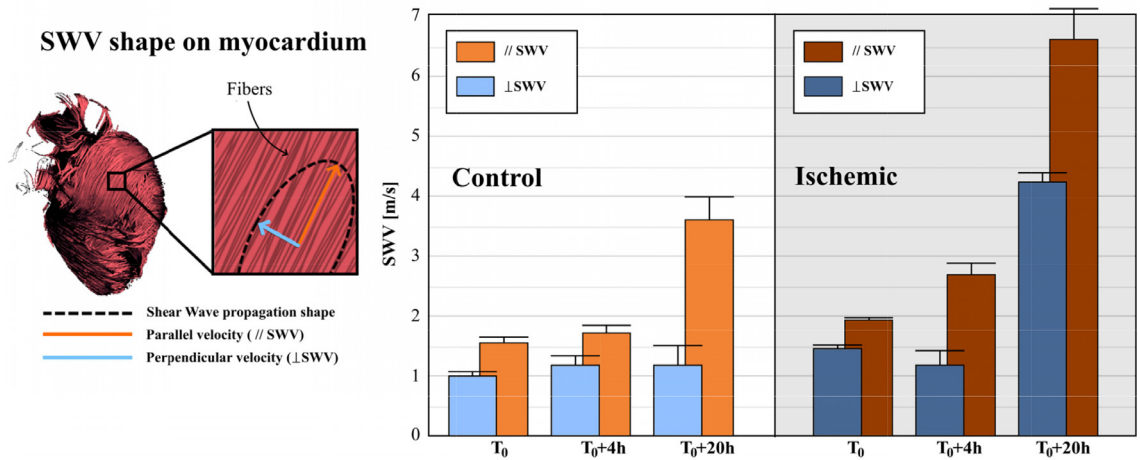 SWV shape on myocardium
Fibers
Shear Wave propagation shape
Parallel velocity ( // SWV)
Perpendicular velocity (⊥SWV)
SWV [m/s]
7
6
5
4
3
2
1
0
// SWV
⊥SWV
Control
T₀
T₀+4h
T₀+20h
// SWV
⊥SWV
Ischemic
T₀
T₀+4h
T₀+20h